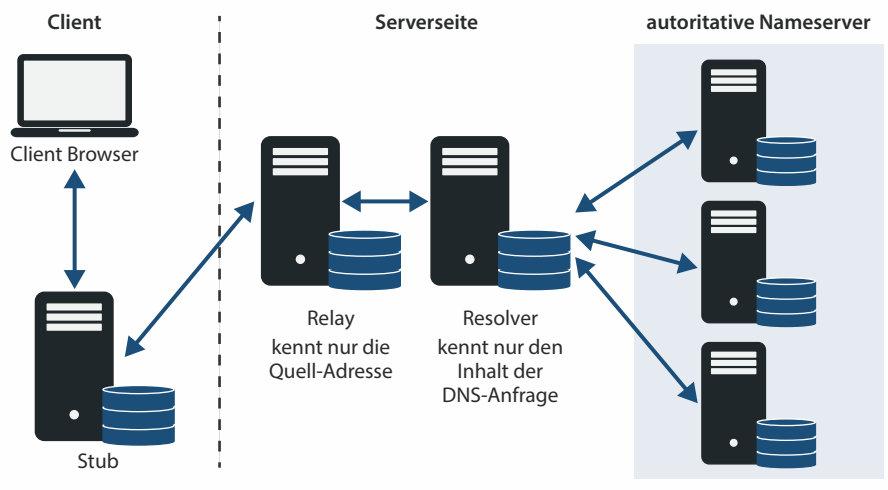 Client
Serverseite
autoritative Nameserver
Client Browser
Stub
Relay
kennt nur die
Quell-Adresse
Resolver
kennt nur den
Inhalt der
DNS-Anfrage